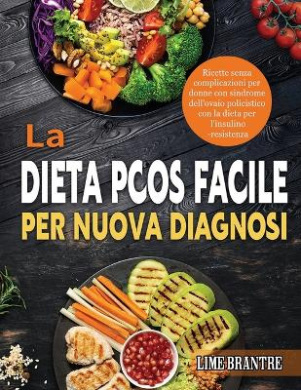 Ricette senza
complicazioni per
donne con sindrome
dell'ovaio policistico
con la dieta per
l'insulino
-resistenza
La
DIETA PCOS FACILE
PER NUOVA DIAGNOSI
LIME BRANTRE